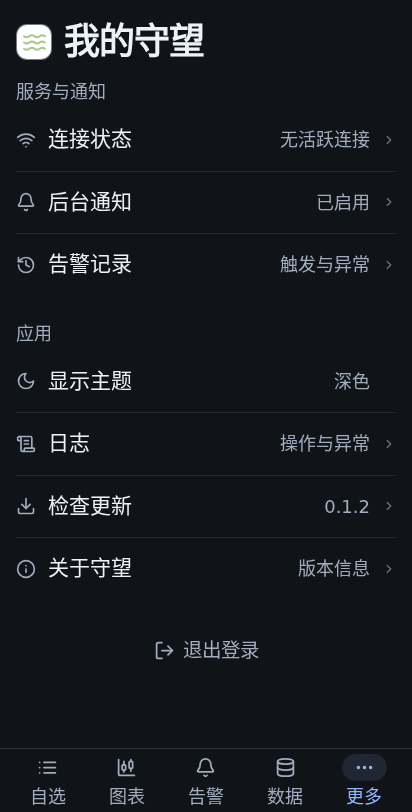 我的守望
服务与通知
连接状态 无活跃连接
后台通知 已启用
告警记录 触发与异常
应用
显示主题 深色
日志 操作与异常
检查更新 0.1.2
关于守望 版本信息
退出登录
自选 图表 告警 数据 更多